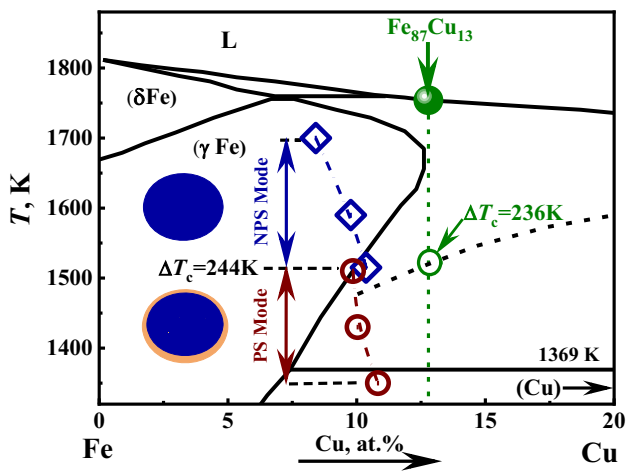 L
Fe87Cu13
1800
(δFe)
1700
(γ Fe)
T, K
NPS Mode
1600
ΔTc=236K
ΔTc=244K
1500
PS Mode
1400
1369 K
(Cu)
0
5
10
15
20
Fe
Cu, at.%
Cu